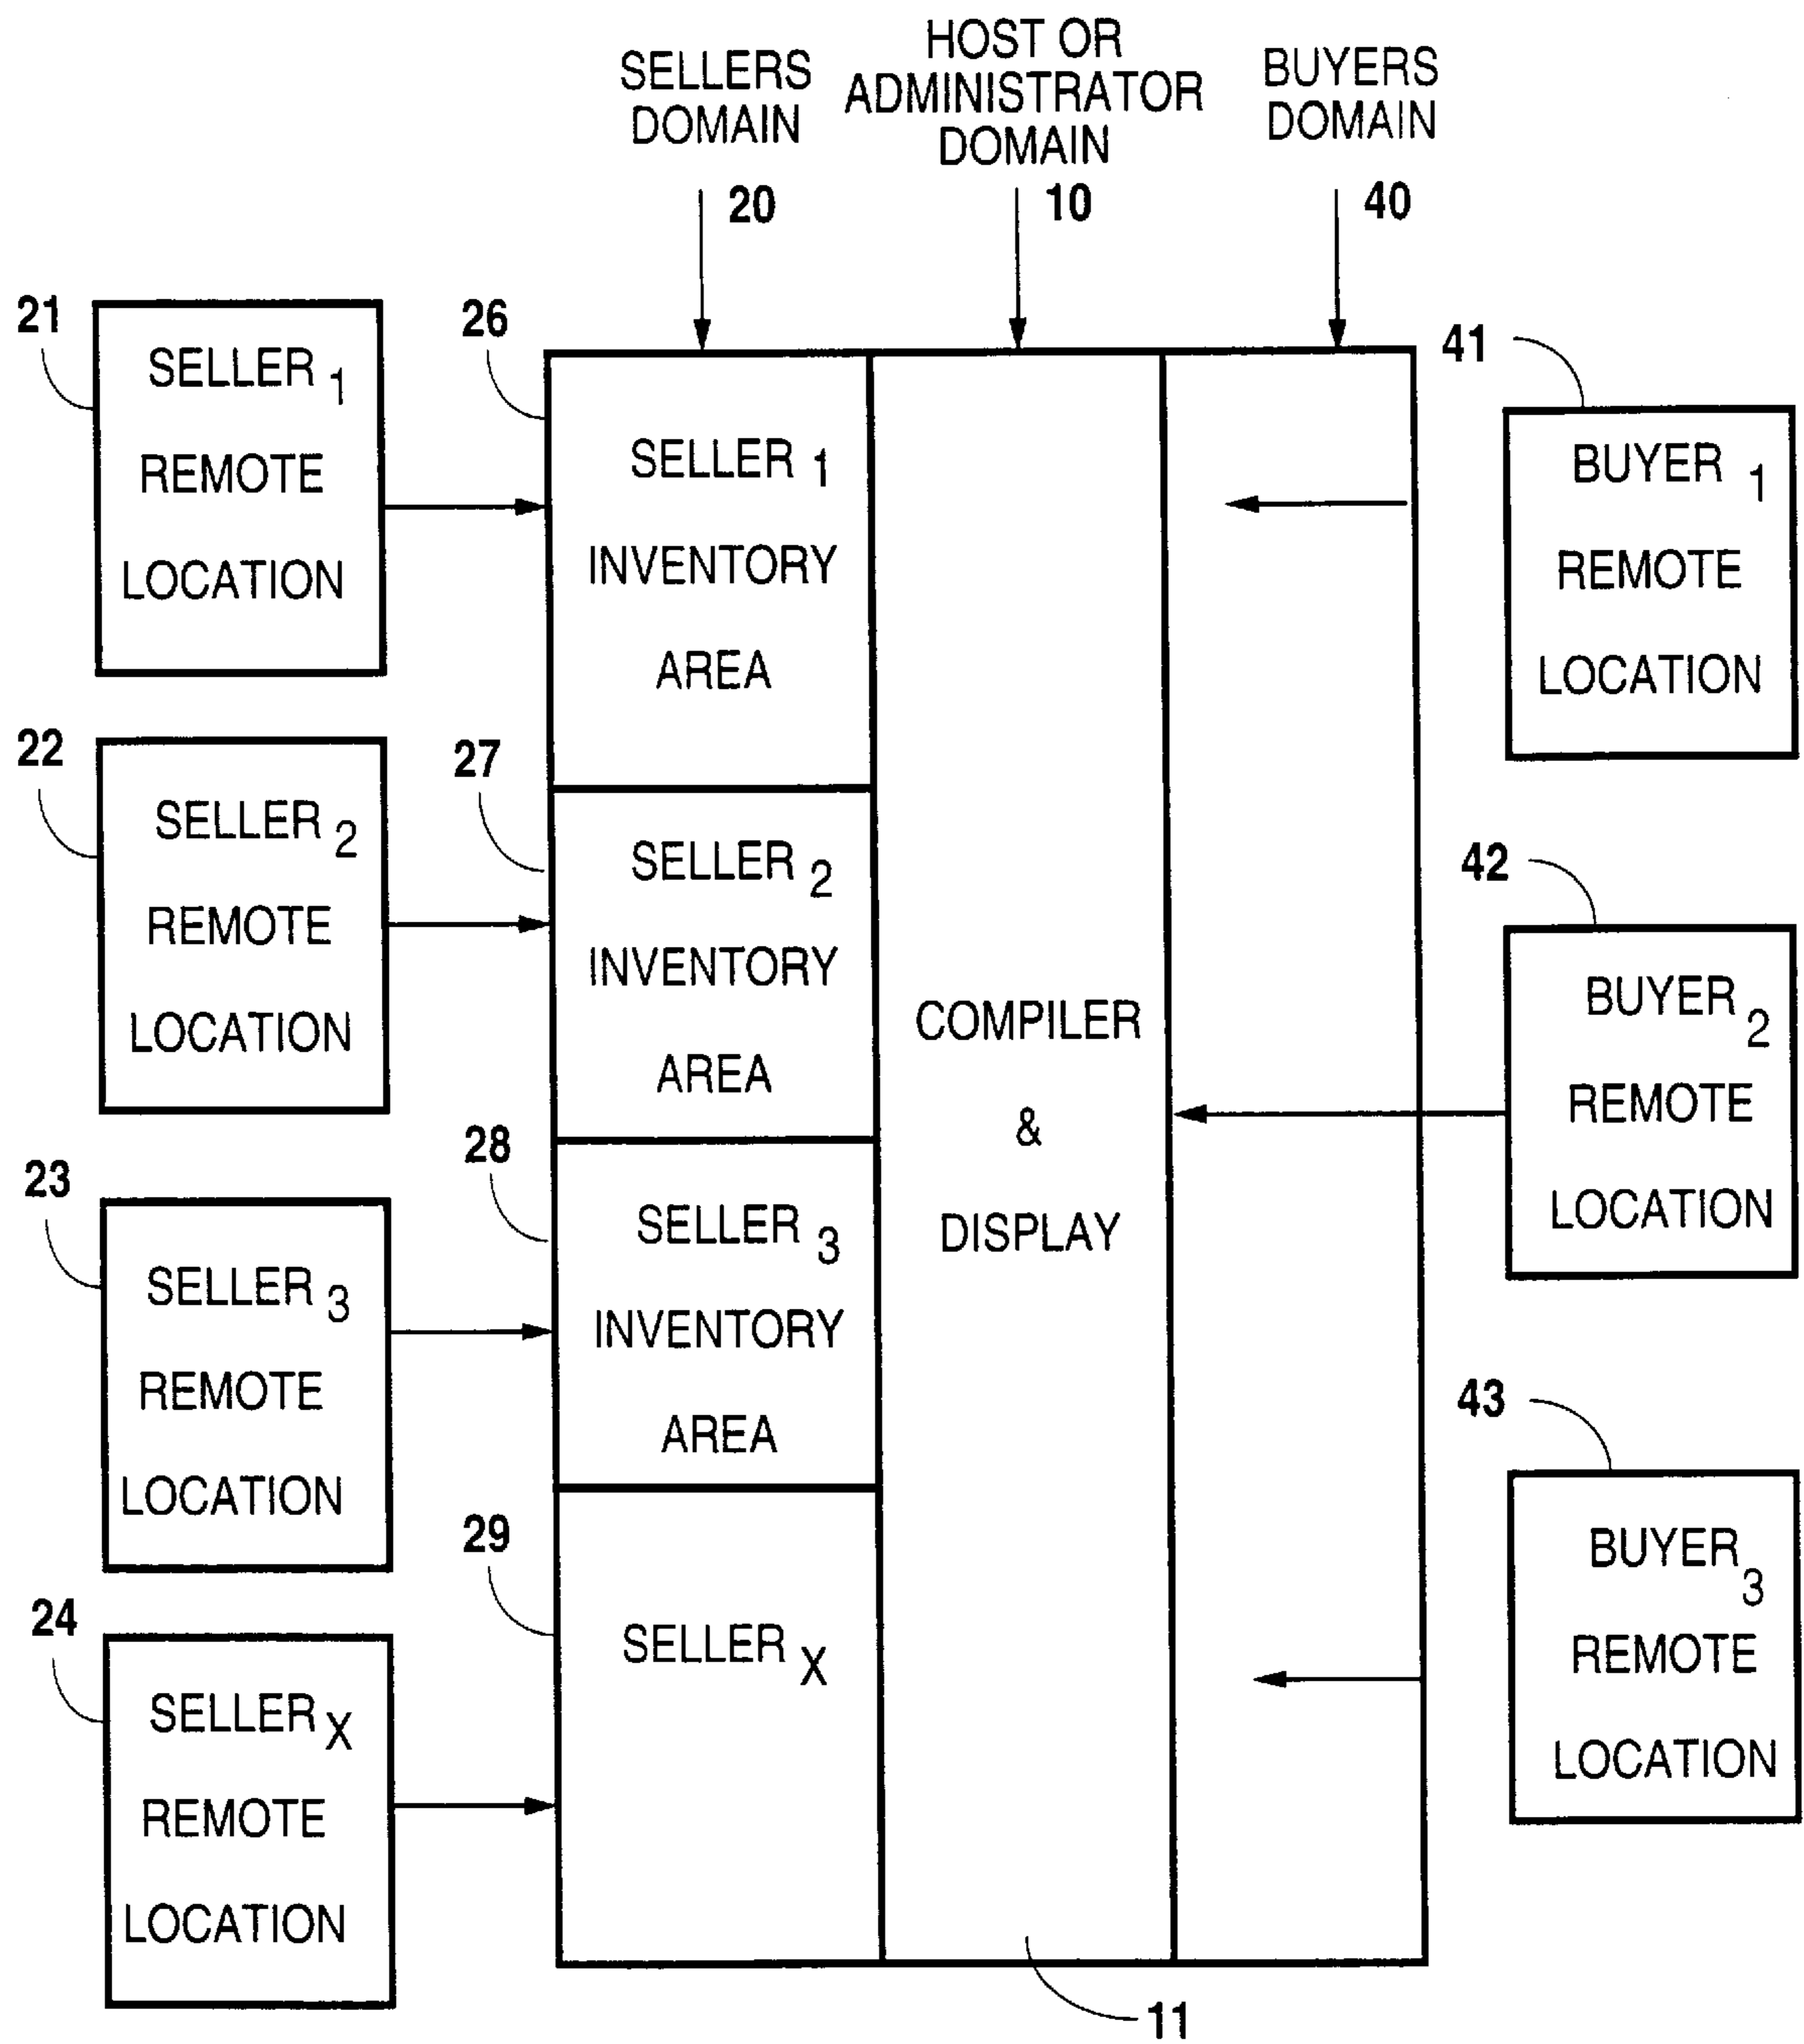 SELLERS
DOMAIN
20
HOST OR
ADMINISTRATOR
DOMAIN
10
BUYERS
DOMAIN
40
21
SELLER 1
REMOTE
LOCATION
22
SELLER 2
REMOTE
LOCATION
23
SELLER 3
REMOTE
LOCATION
24
SELLER X
REMOTE
LOCATION
26
SELLER 1
INVENTORY
AREA
27
SELLER 2
INVENTORY
AREA
28
SELLER 3
INVENTORY
AREA
29
SELLER X
COMPILER
&
DISPLAY
11
41
BUYER 1
REMOTE
LOCATION
42
BUYER 2
REMOTE
LOCATION
43
BUYER 3
REMOTE
LOCATION